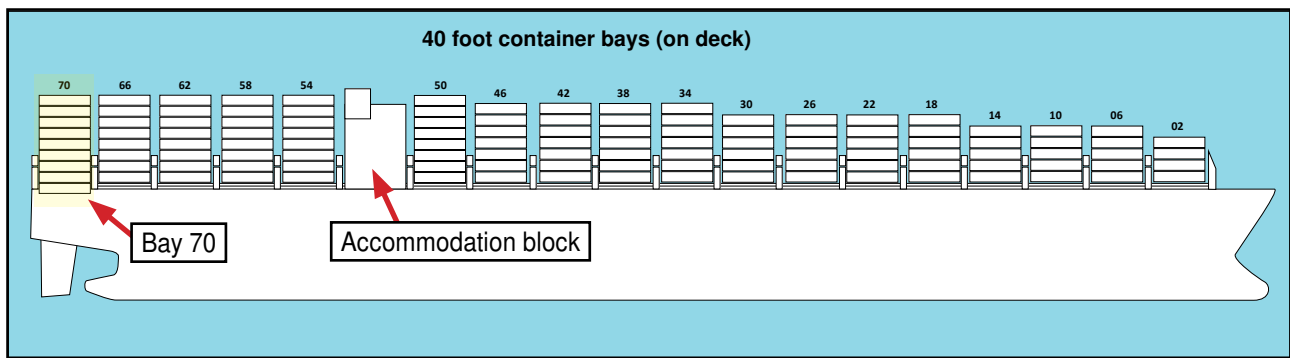 40 foot container bays (on deck)
70 66 62 58 54 50 46 42 38 34 30 26 22 18 14 10 06 02
Bay 70
Accommodation block